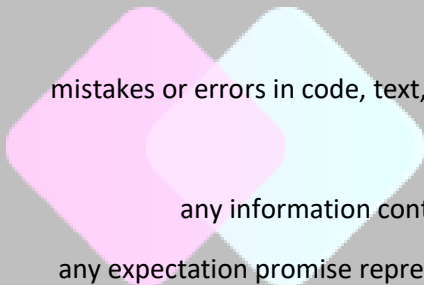 mistakes or errors in code, text,
any information cont
any expectation promise repre